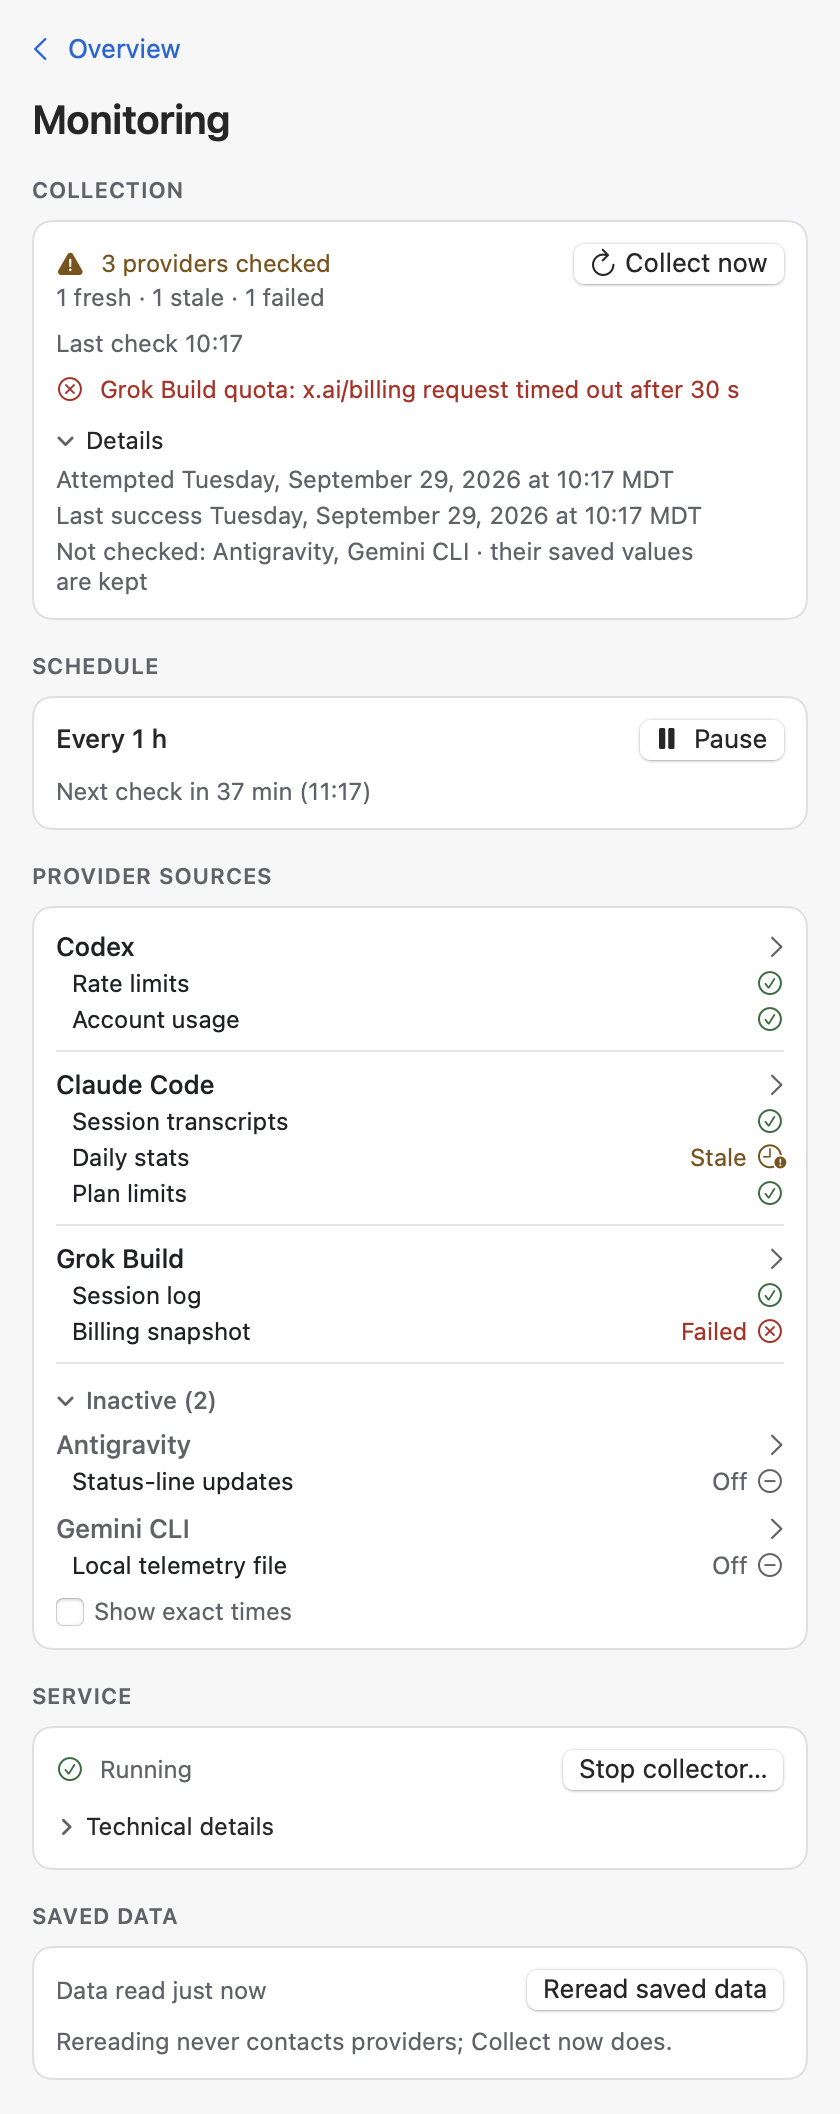 Overview
Monitoring
COLLECTION
3 providers checked
Collect now
1 fresh · 1 stale · 1 failed
Last check 10:17
Grok Build quota: x.ai/billing request timed out after 30 s
Details
Attempted Tuesday, September 29, 2026 at 10:17 MDT
Last success Tuesday, September 29, 2026 at 10:17 MDT
Not checked: Antigravity, Gemini CLI · their saved values
are kept
SCHEDULE
Every 1 h
Pause
Next check in 37 min (11:17)
PROVIDER SOURCES
Codex
Rate limits
Account usage
Claude Code
Session transcripts
Daily stats
Stale
Plan limits
Grok Build
Session log
Billing snapshot
Failed
Inactive (2)
Antigravity
Status-line updates
Off
Gemini CLI
Local telemetry file
Off
Show exact times
SERVICE
Running
Stop collector...
Technical details
SAVED DATA
Data read just now
Reread saved data
Rereading never contacts providers; Collect now does.